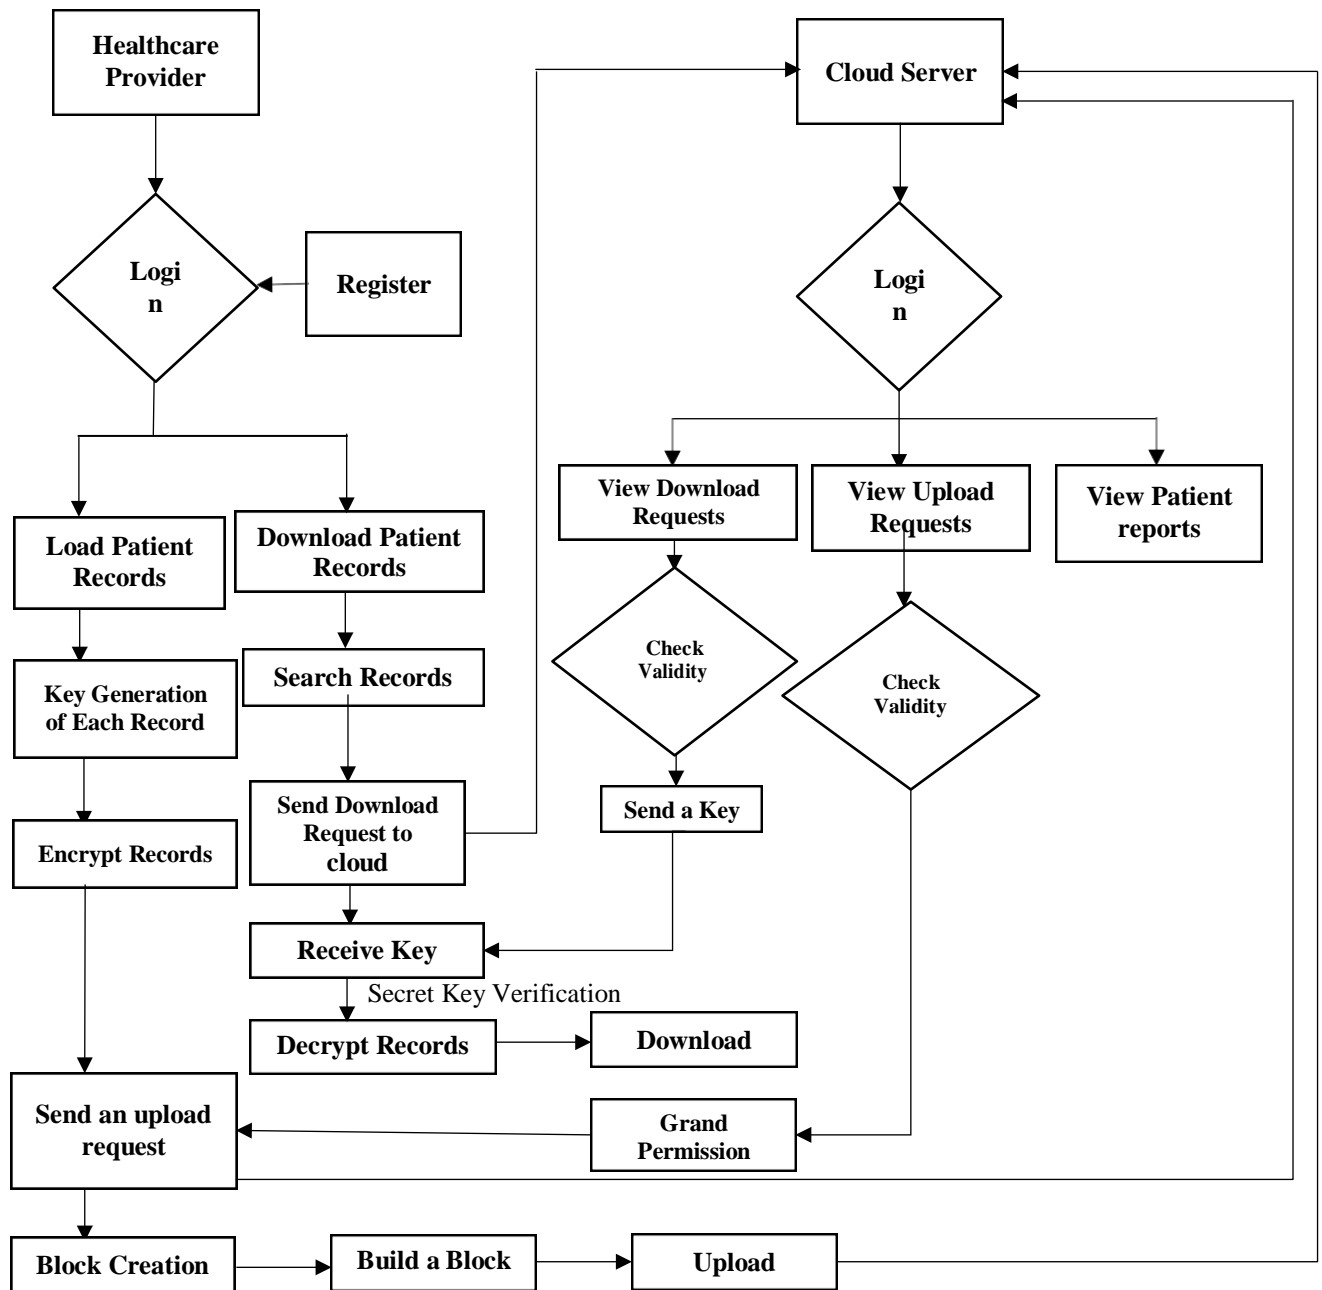 Healthcare
Provider
Cloud Server
Logi
n
Register
Logi
n
Load Patient
Records
Download Patient
Records
View Download
Requests
View Upload
Requests
View Patient
reports
Key Generation
of Each Record
Search Records
Check
Validity
Check
Validity
Encrypt Records
Send Download
Request to
cloud
Send a Key
Receive Key
Secret Key Verification
Decrypt Records
Download
Send an upload
request
Grand
Permission
Block Creation
Build a Block
Upload